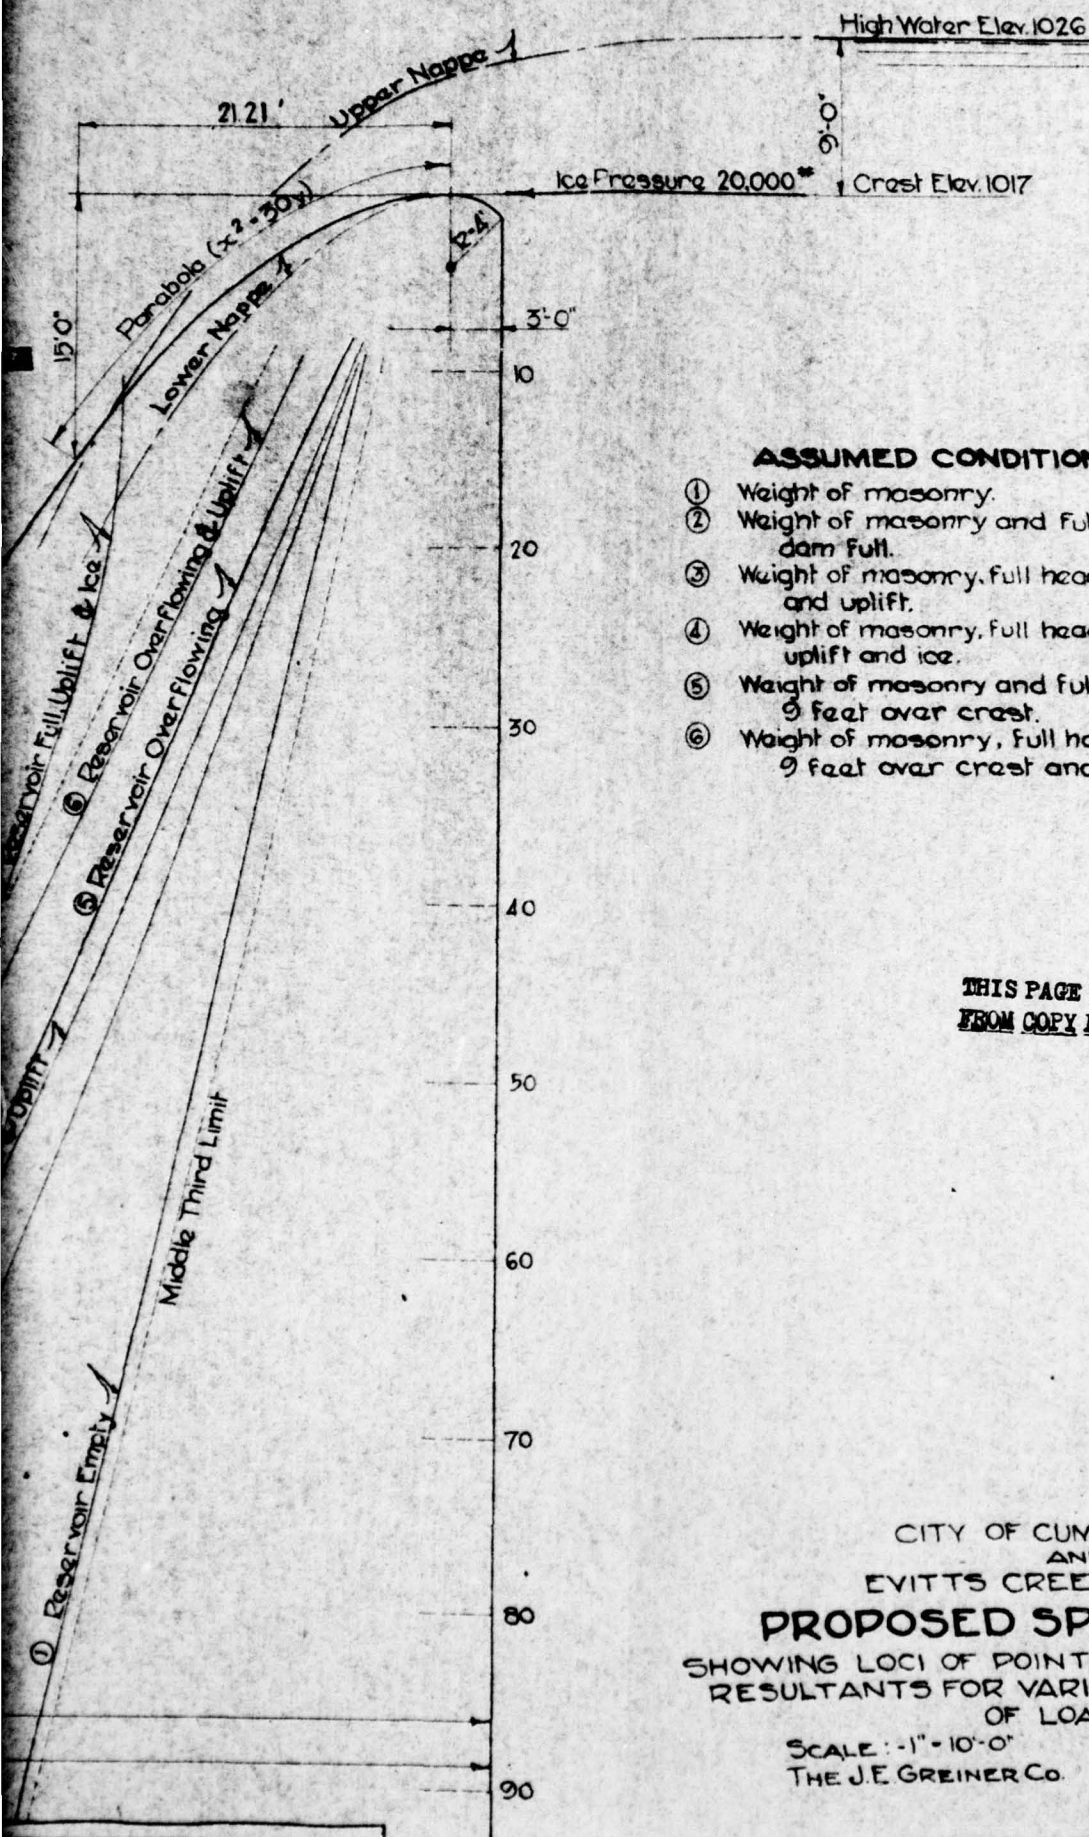 High Water Elev. 1026
Upper Nappe
21.21'
9'-0"
Ice Pressure 20,000#
Crest Elev. 1017
Parabola (x² = 30y)
R=4'
Lower Nappe
15'0"
3'-0"
10
ASSUMED CONDITION
① Weight of masonry.
② Weight of masonry and ful
dam full.
③ Weight of masonry, full hea
and uplift.
④ Weight of masonry, full hea
uplift and ice.
⑤ Weight of masonry and ful
9 feet over crest.
⑥ Weight of masonry, full he
9 feet over crest and
20
30
40
50
60
70
80
90
Reservoir Full, Uplift & Ice
⑥ Reservoir Overflowing & Uplift
⑤ Reservoir Overflowing
Uplift
Middle Third Limit
① Reservoir Empty
THIS PAGE
FROM COPY
CITY OF CUM
AN
EVITTS CREE
PROPOSED SP
SHOWING LOCI OF POINT
RESULTANTS FOR VARI
OF LOA
SCALE:-1"=10'-0"
THE J.E. GREINER CO.